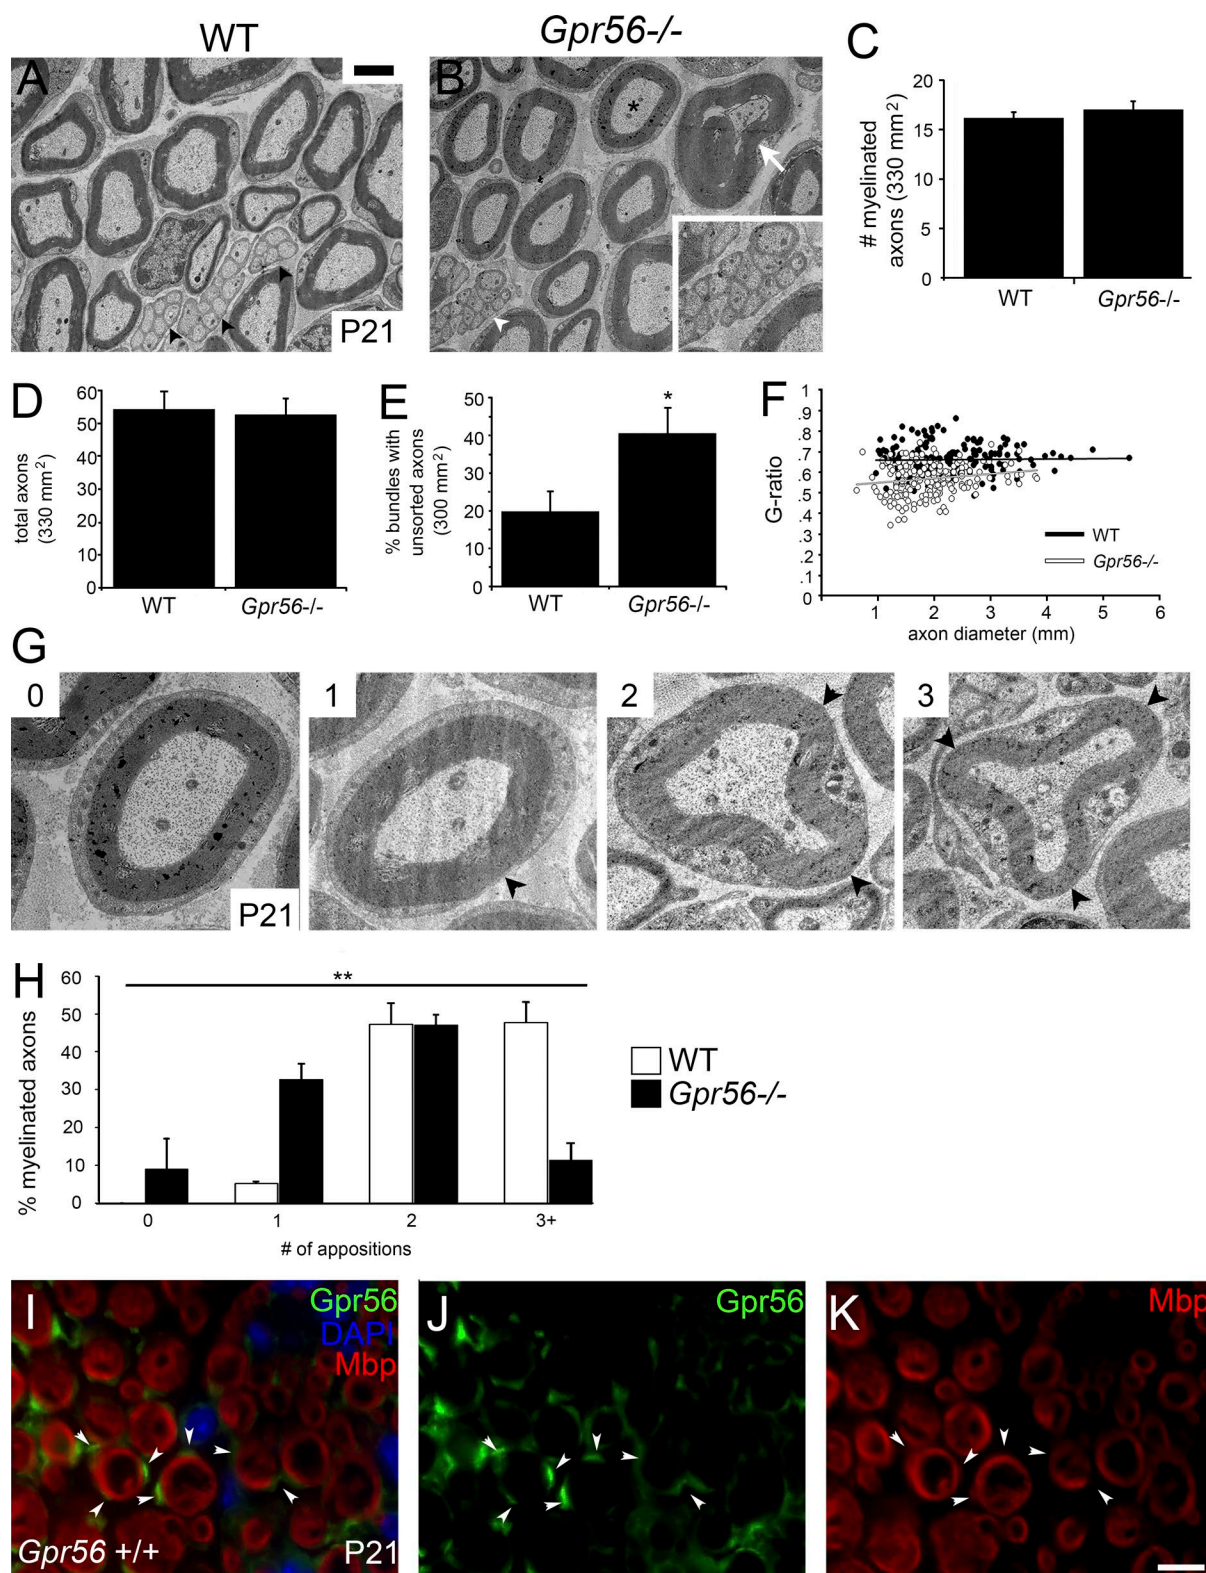 WT
Gpr56-/-
A
P21
B
*
C
# myelinated
axons (330 mm²)
20
15
10
5
0
WT
Gpr56-/-
D
total axons
(330 mm²)
60
50
40
30
20
10
0
WT
Gpr56-/-
E
% bundles with
unsorted axons
(300 mm²)
50
40
30
20
10
0
*
WT
Gpr56-/-
F
G-ratio
1
.9
.8
.7
.6
.5
.4
.3
.2
.1
0
1 2 3 4 5 6
axon diameter (mm)
WT
Gpr56-/-
G
0
P21
1
2
3
H
% myelinated axons
60
50
40
30
20
10
0
**
0 1 2 3+
# of appositions
WT
Gpr56-/-
I
Gpr56
DAPI
Mbp
Gpr56 +/+
P21
J
Gpr56
K
Mbp